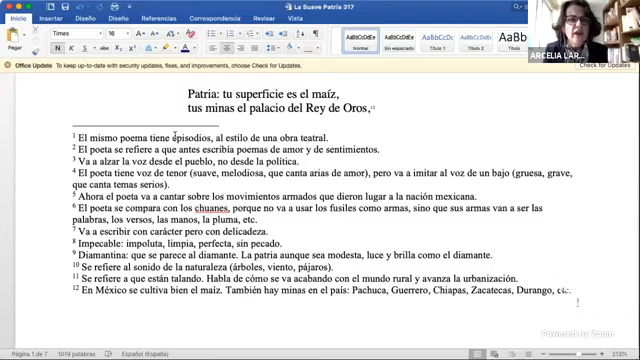 La Suave Patria 317
Inicio
Insertar
Disposición
Referencias
Correspondencia
Revisar
Vista
Pegar
Times
16
AaBbCcDdEe
AaBbCcDdEe
AaBbCcDc
AaBbCcDdEe
AaBb(
Normal
Sin espaciado
Título 1
Título 2
Título
ARCELIA LAR...
Office Update To keep up-to-date with security updates, fixes, and improvements, choose Check for Updates.
Check for Updates
Patria: tu superficie es el maíz,
tus minas el palacio del Rey de Oros,12
1 El mismo poema tiene episodios, al estilo de una obra teatral.
2 El poeta se refiere a que antes escribía poemas de amor y de sentimientos.
3 Va a alzar la voz desde el pueblo, no desde la política.
4 El poeta tiene voz de tenor (suave, melodiosa, que canta arias de amor), pero va a imitar al voz de un bajo (gruesa, grave,
que canta temas serios).
5 Ahora el poeta va a cantar sobre los movimientos armados que dieron lugar a la nación mexicana.
6 El poeta se compara con los chuanes, porque no va a usar los fusiles como armas, sino que sus armas van a ser las
palabras, los versos, las manos, la pluma, etc.
7 Va a escribir con carácter pero con delicadeza.
8 Impecable: impoluta, limpia, perfecta, sin pecado.
9 Diamantina: que se parece al diamante. La patria aunque sea modesta, luce y brilla como el diamante.
10 Se refiere al sonido de la naturaleza (árboles, viento, pájaros).
11 Se refiere a que están talando. Habla de cómo se va acabando con el mundo rural y avanza la urbanización.
12 En México se cultiva bien el maíz. También hay minas en el país: Pachuca, Guerrero, Chiapas, Zacatecas, Durango, etc.
Powered by Zoom
Página 1 de 7
1019 palabras
Español (España)
213%